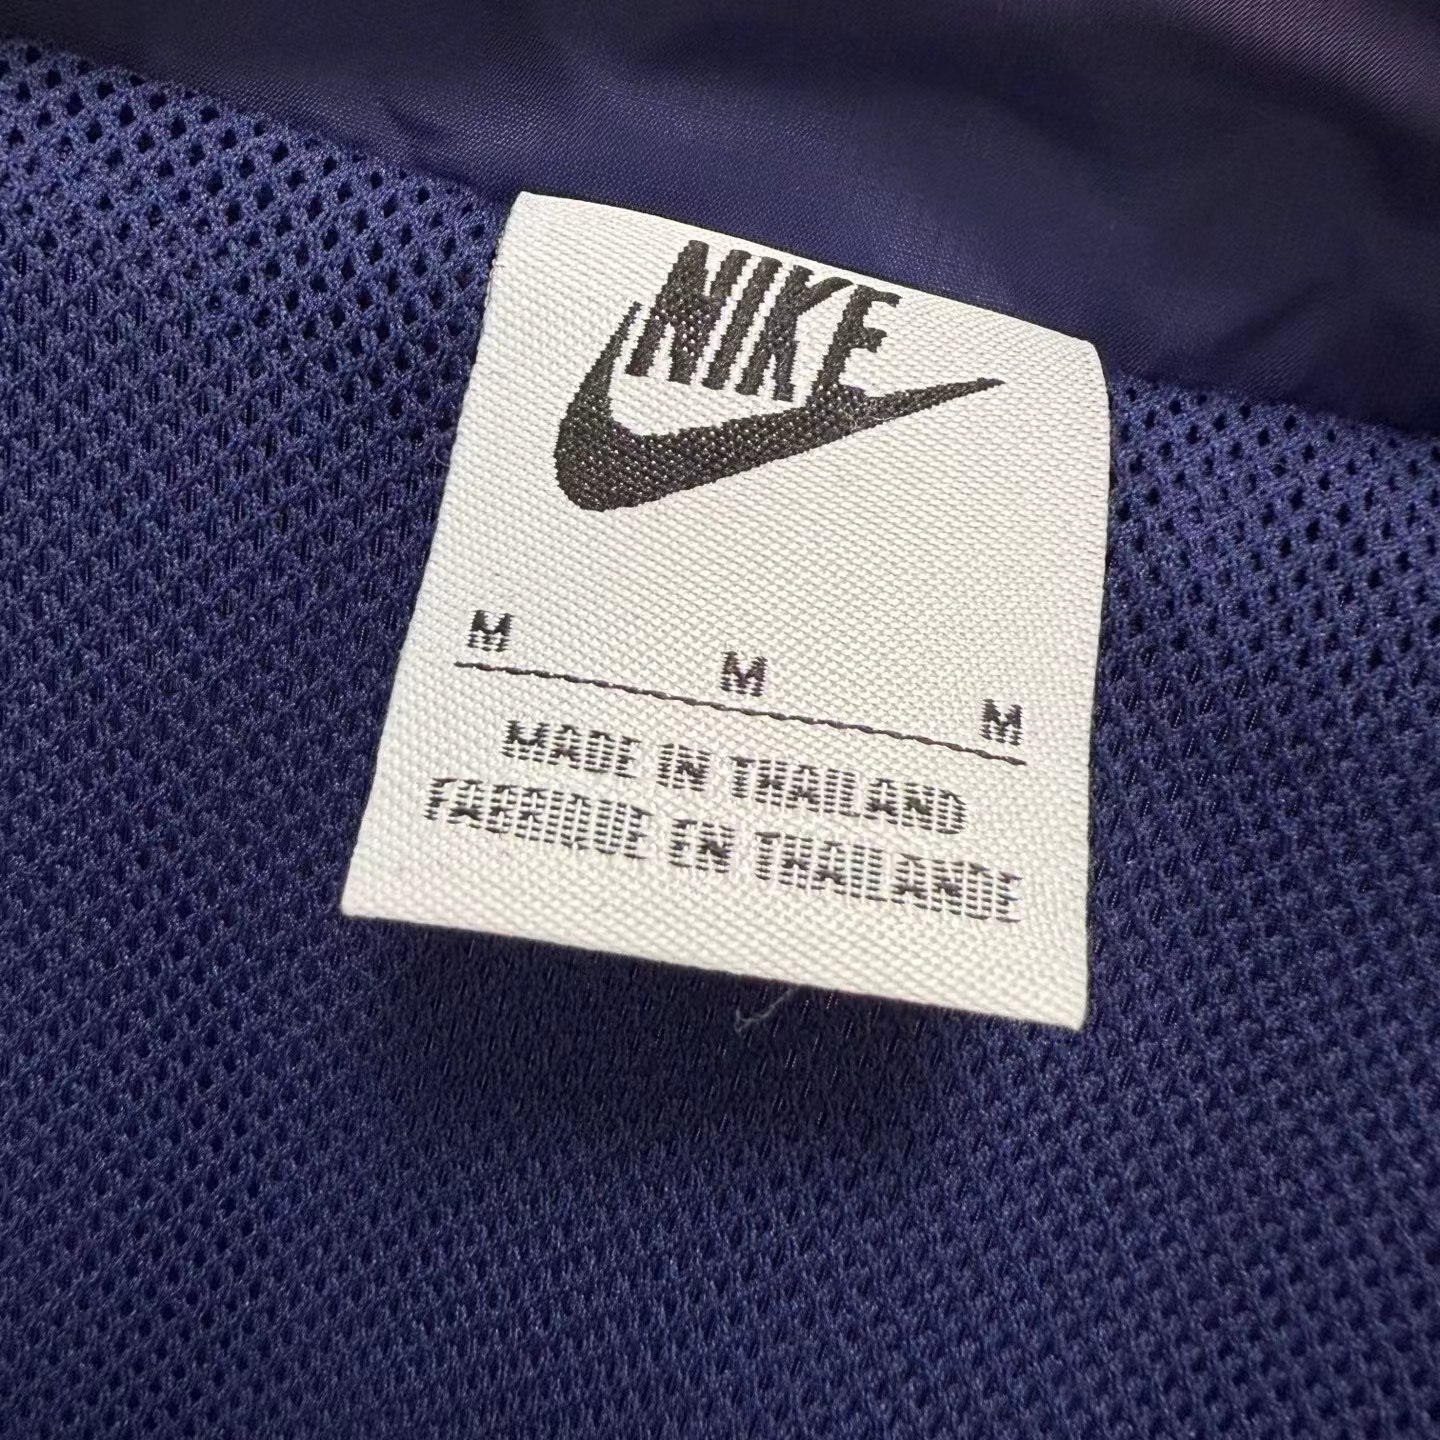 NIKE
M M M
MADE IN THAILAND
FABRIQUE EN THAILANDE